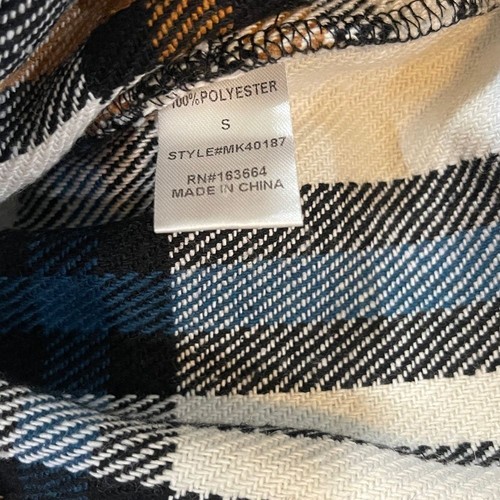 100% POLYESTER
S
STYLE#MK40187
RN#163664
MADE IN CHINA